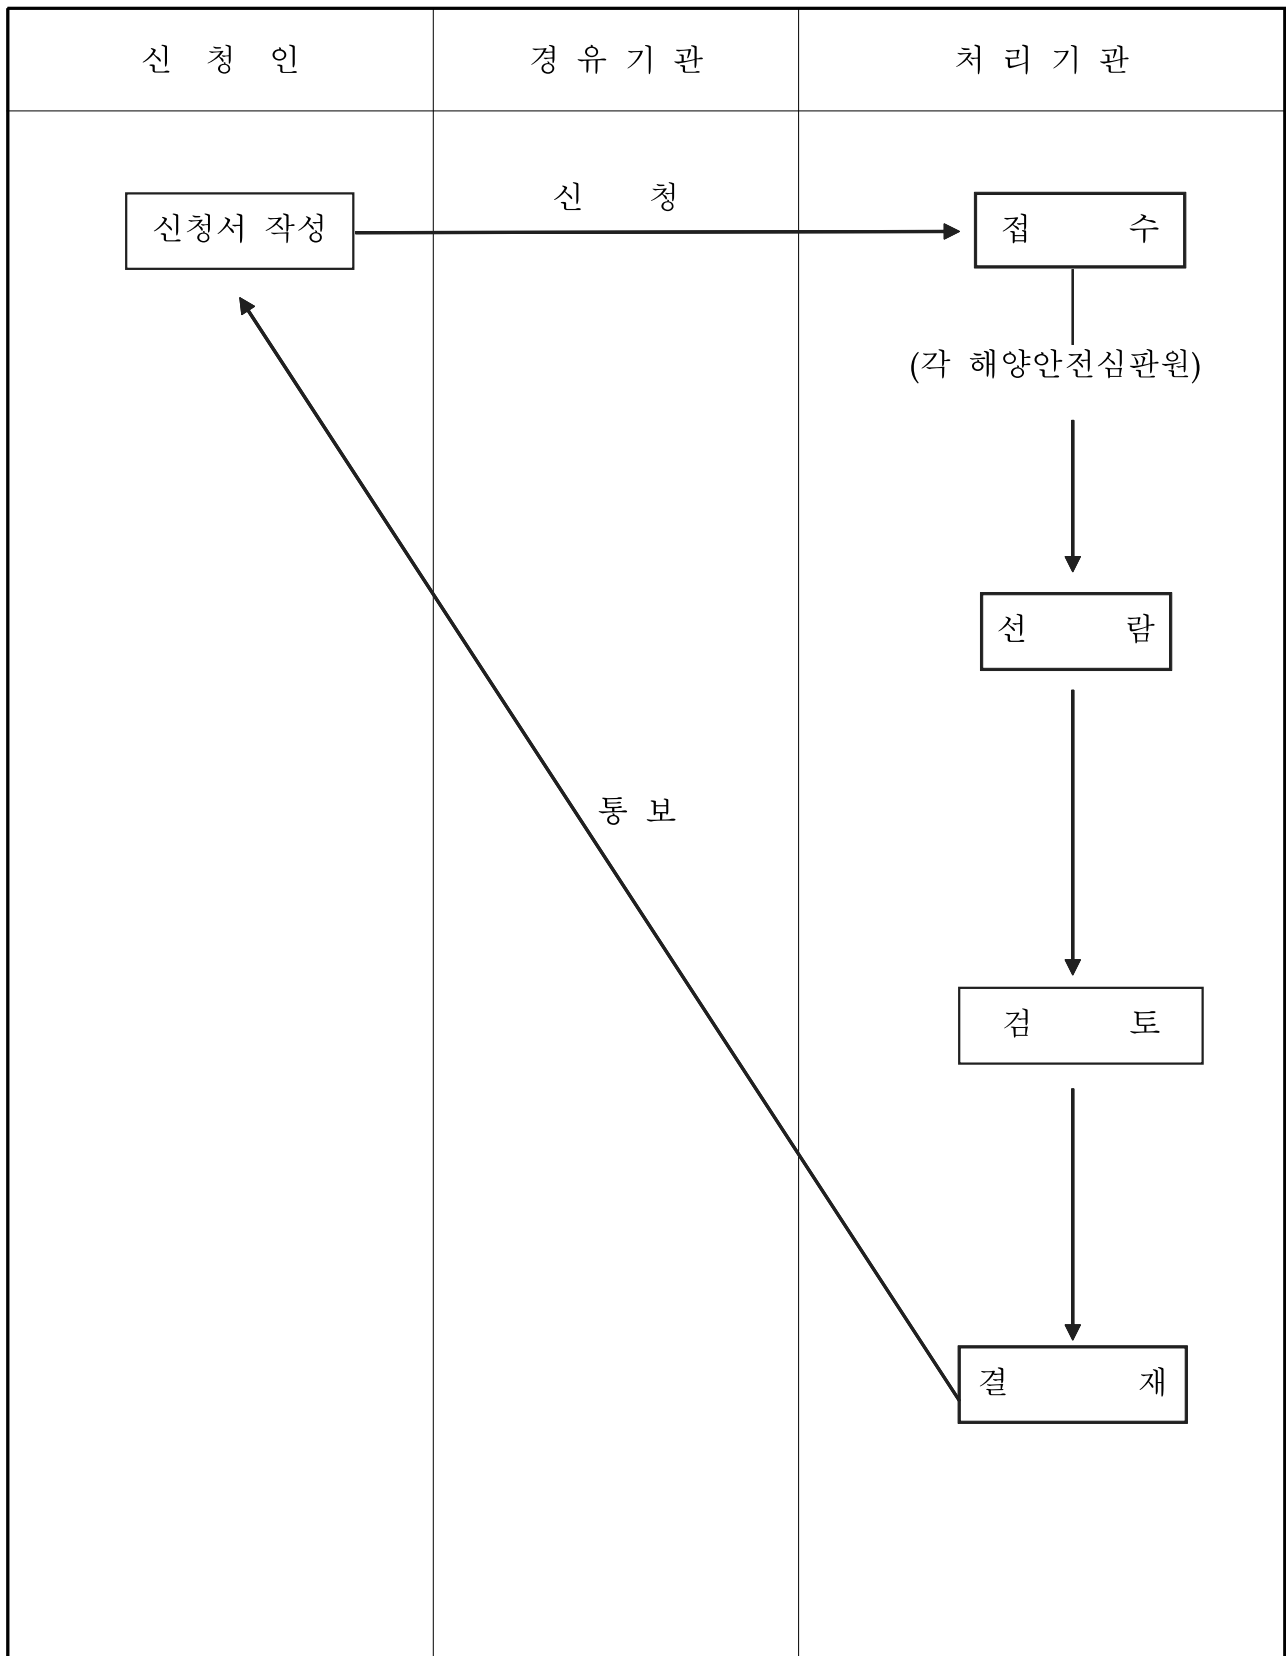 신 청 인 경 유 기 관 처 리 기 관
신 청
신청서 작성 접 수
(각 해양안전심판원)
선 람
통 보
검 토
결 재